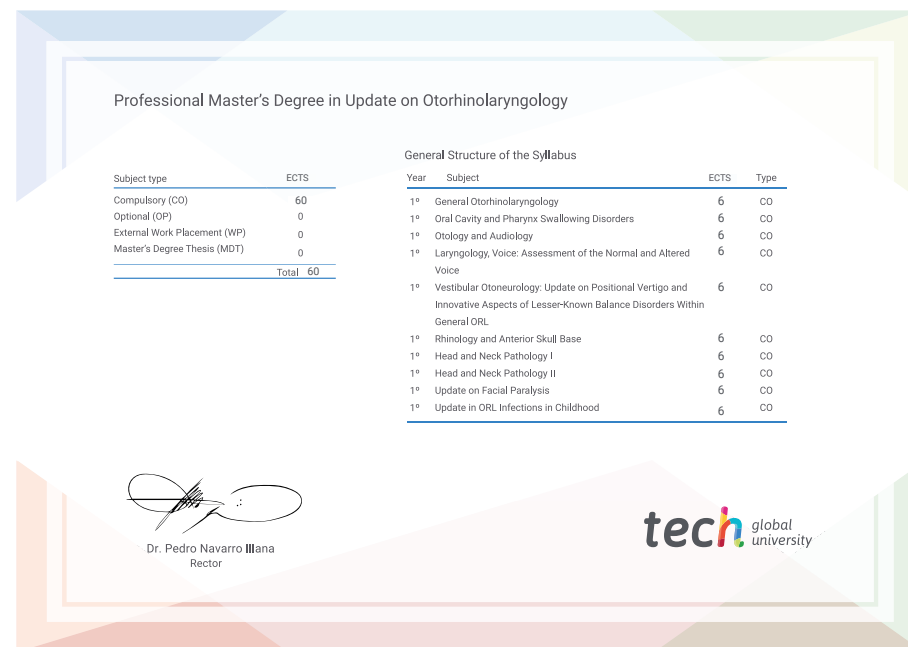 Professional Master's Degree in Update on Otorhinolaryngology
Subject type ECTS
Compulsory (CO) 60
Optional (OP) 0
External Work Placement (WP) 0
Master's Degree Thesis (MDT) 0
Total 60
General Structure of the Syllabus
Year Subject ECTS Type
1º General Otorhinolaryngology 6 CO
1º Oral Cavity and Pharynx Swallowing Disorders 6 CO
1º Otology and Audiology 6 CO
1º Laryngology, Voice: Assessment of the Normal and Altered 6 CO
Voice
1º Vestibular Otoneurology: Update on Positional Vertigo and 6 CO
Innovative Aspects of Lesser-Known Balance Disorders Within
General ORL
1º Rhinology and Anterior Skull Base 6 CO
1º Head and Neck Pathology I 6 CO
1º Head and Neck Pathology II 6 CO
1º Update on Facial Paralysis 6 CO
1º Update in ORL Infections in Childhood 6 CO
Dr. Pedro Navarro Illana
Rector
tech global
university